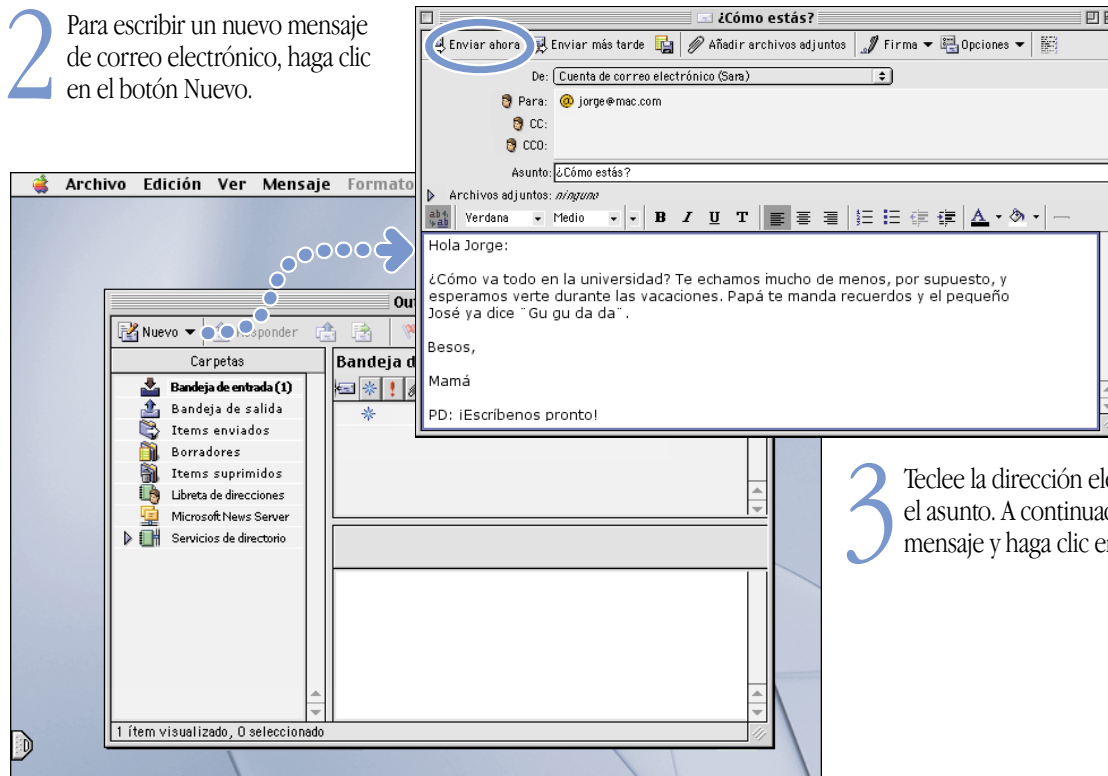 2 Para escribir un nuevo mensaje
de correo electrónico, haga clic
en el botón Nuevo.
¿Cómo estás?
Enviar ahora Enviar más tarde Añadir archivos adjuntos Firma Opciones
De: Cuenta de correo electrónico (Sara)
Para: @ jorge@mac.com
CC:
CCO:
Asunto: ¿Cómo estás?
Archivos adjuntos: ninguno
Verdana Medio B I U T A
Hola Jorge:
¿Cómo va todo en la universidad? Te echamos mucho de menos, por supuesto, y
esperamos verte durante las vacaciones. Papá te manda recuerdos y el pequeño
José ya dice ¨Gu gu da da¨.
Besos,
Mamá
PD: ¡Escríbenos pronto!
Archivo Edición Ver Mensaje Formato
Ou
Nuevo
Carpetas
Bandeja d
Bandeja de entrada (1)
Bandeja de salida
Items enviados
Borradores
Items suprimidos
Libreta de direcciones
Microsoft News Server
Servicios de directorio
1 ítem visualizado, 0 seleccionado
3 Teclee la dirección el
el asunto. A continua
mensaje y haga clic e